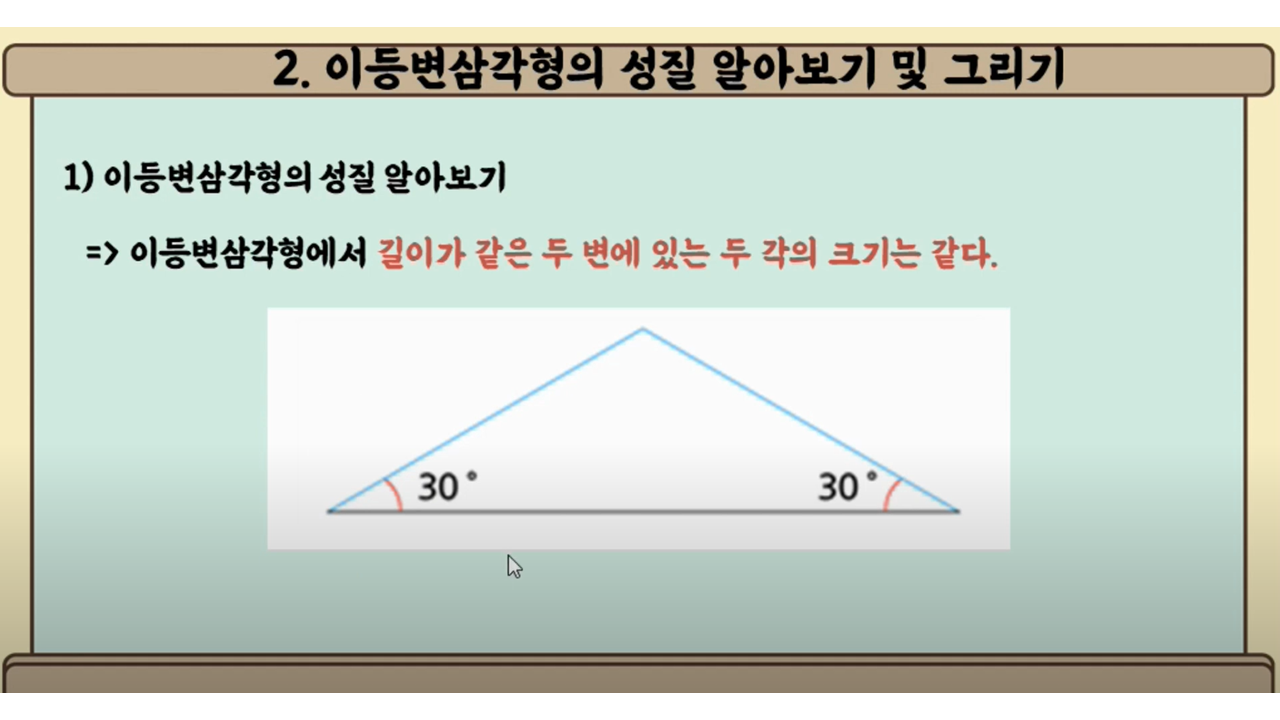 2. 이등변삼각형의 성질 알아보기 및 그리기
1) 이등변삼각형의 성질 알아보기
=> 이등변삼각형에서 길이가 같은 두 변에 있는 두 각의 크기는 같다.
30° 30°